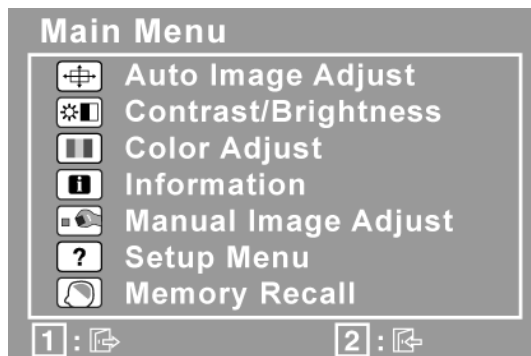 Main Menu
Auto Image Adjust
Contrast/Brightness
Color Adjust
Information
Manual Image Adjust
? Setup Menu
Memory Recall
1 : 2 :